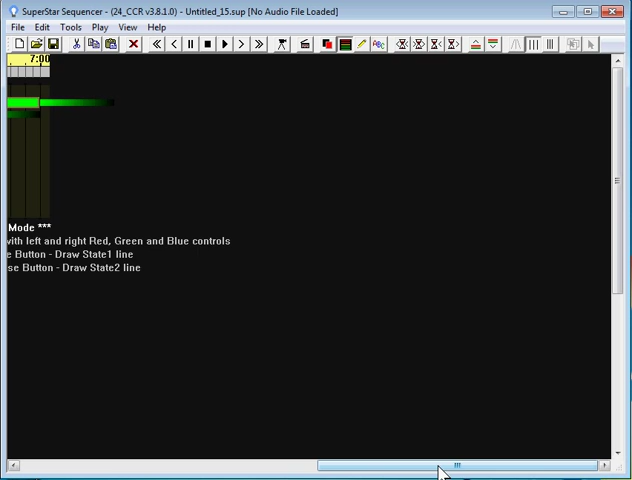 SuperStar Sequencer - (24_CCR v3.8.1.0) - Untitled_15.sup [No Audio File Loaded]
File Edit Tools Play View Help
ABC
7:00
Mode ***
with left and right Red, Green and Blue controls
e Button - Draw State1 line
se Button - Draw State2 line